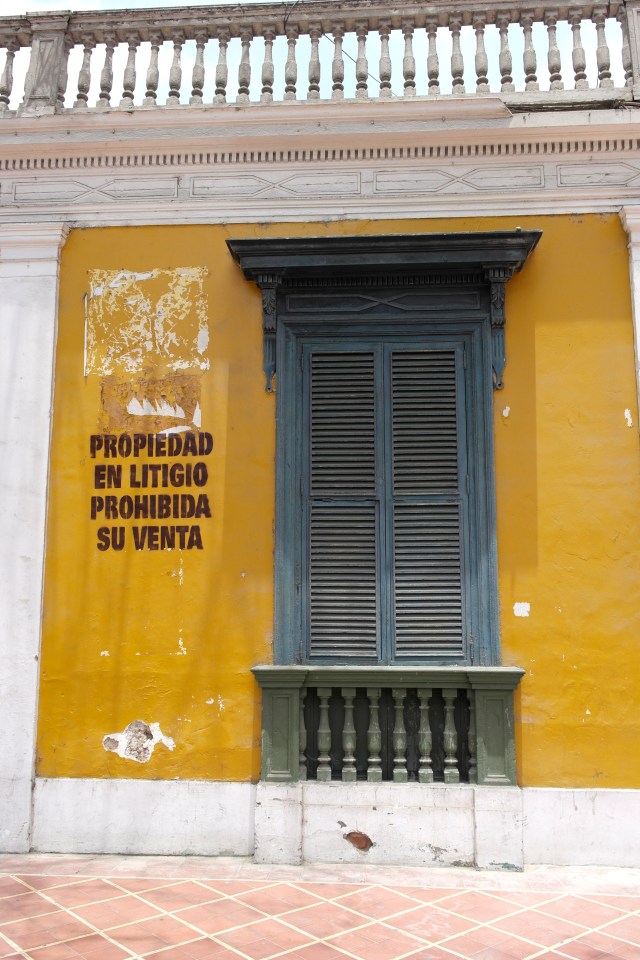 PROPIEDAD
EN LITIGIO
PROHIBIDA
SU VENTA